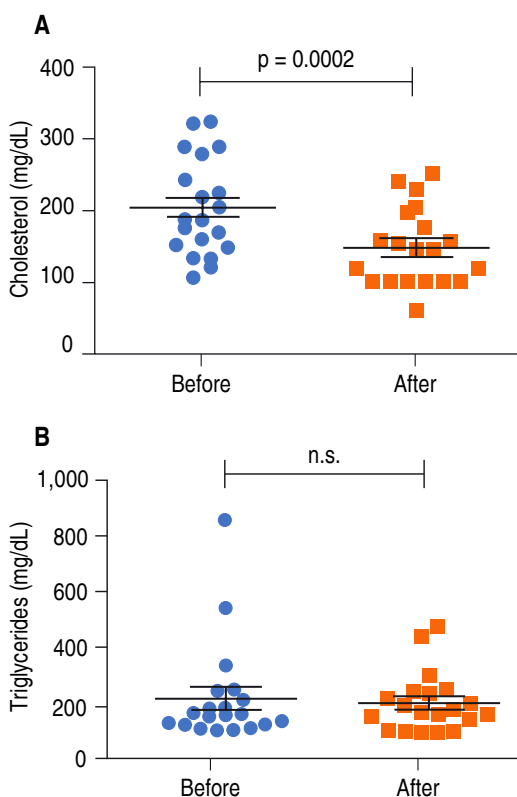 A
p = 0.0002
Cholesterol (mg/dL)
400
300
200
100
0
Before
After
B
n.s.
Triglycerides (mg/dL)
1,000
800
600
400
200
0
Before
After